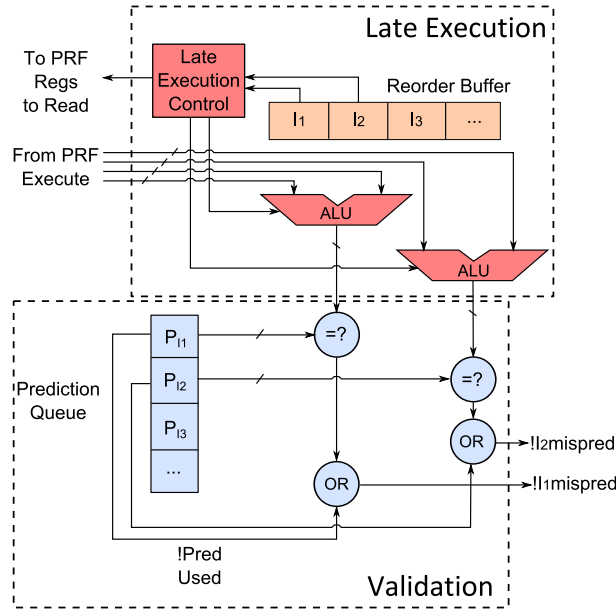 Late Execution
To PRF
Regs
to Read
Late
Execution
Control
Reorder Buffer
I1
I2
I3
...
From PRF
Execute
ALU
ALU
Prediction
Queue
PI1
PI2
PI3
...
=?
=?
OR
OR
!I2mispred
!I1mispred
!Pred
Used
Validation